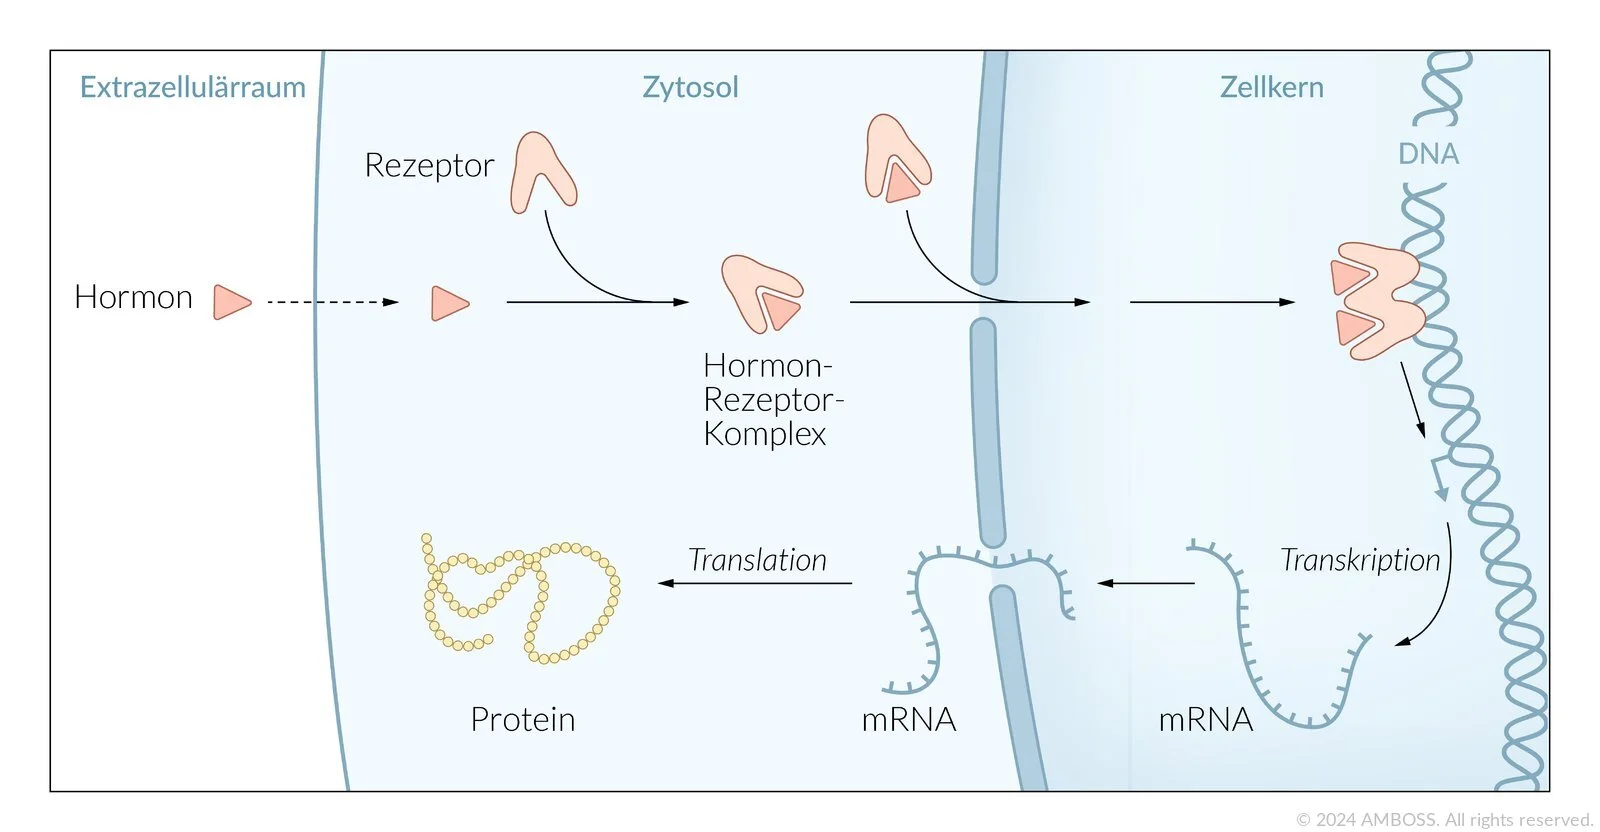 Extrazellulärraum
Zytosol
Zellkern
DNA
Rezeptor
Hormon
Hormon-
Rezeptor-
Komplex
Translation
Transkription
Protein
mRNA
mRNA
© 2024 AMBOSS. All rights reserved.